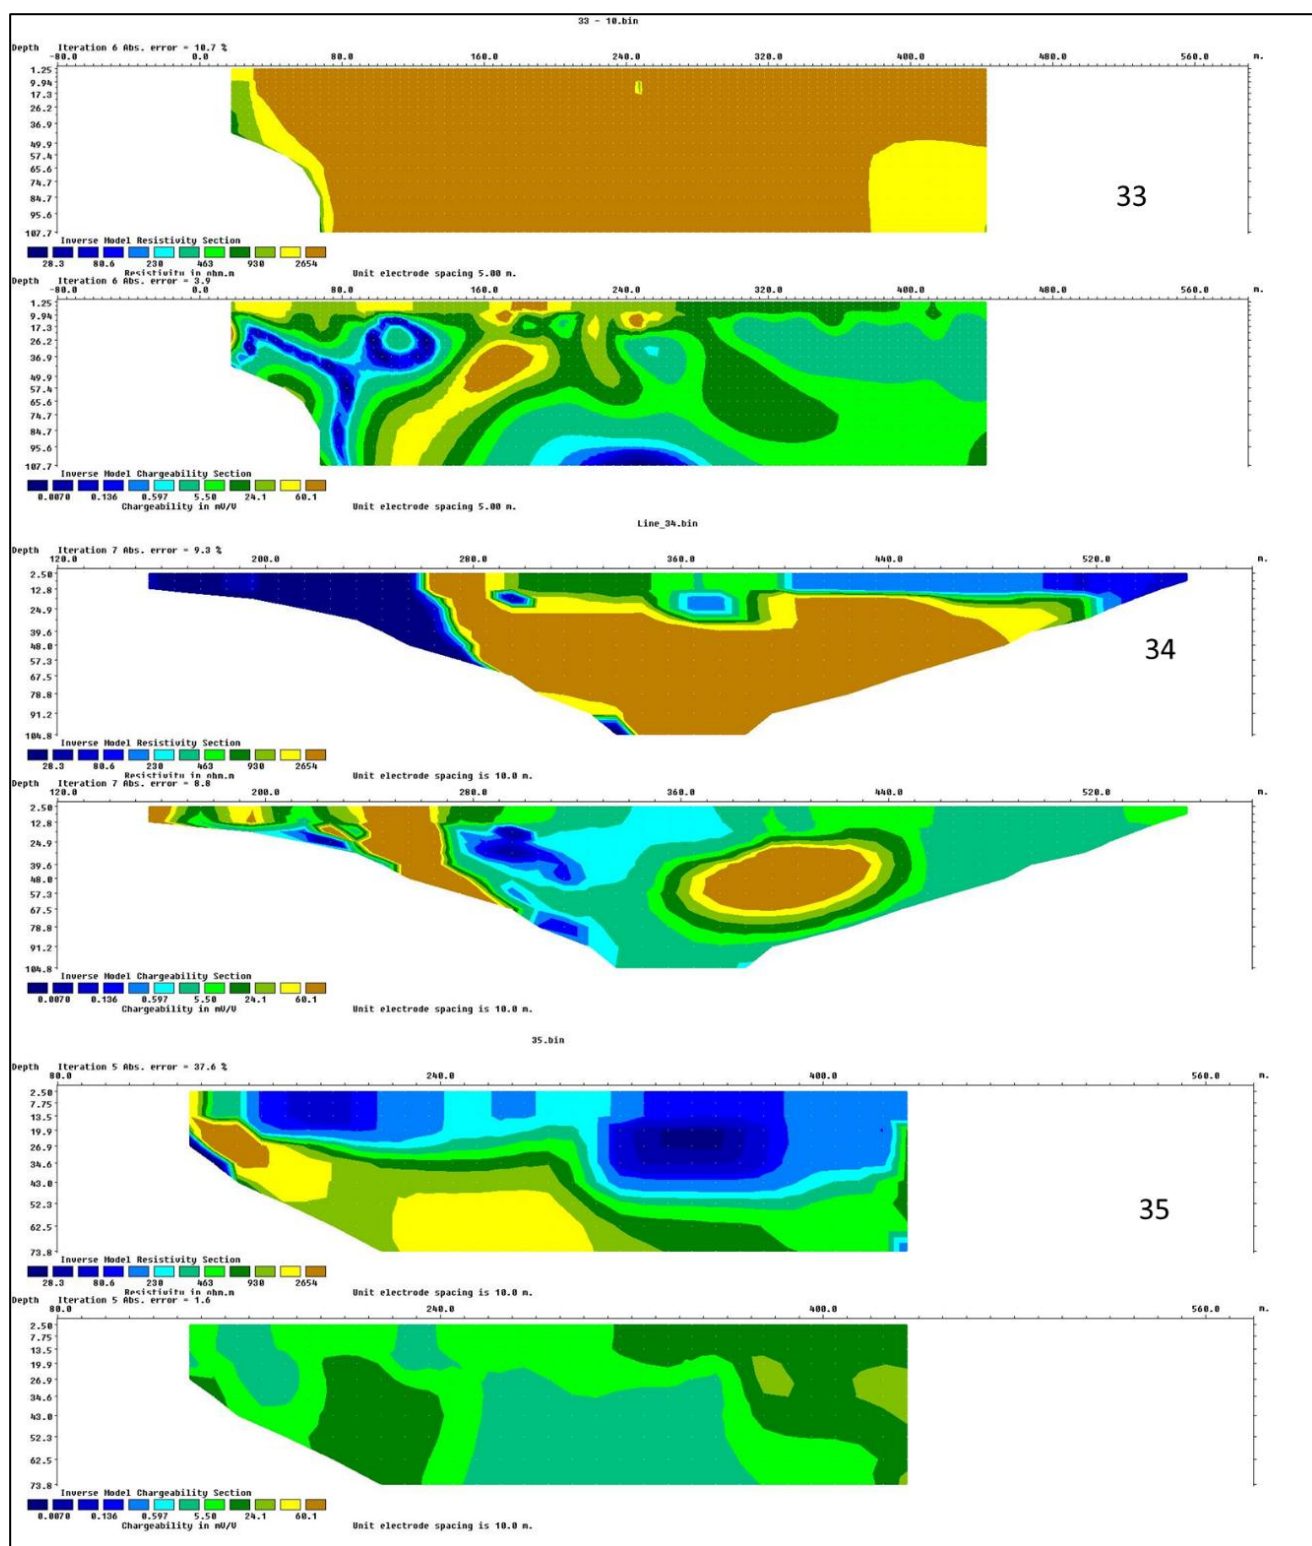 33 - 10.bin
Depth Iteration 6 Abs. error = 10.7 %
-80.0 0.0 80.0 160.0 240.0 320.0 400.0 480.0 560.0 m.
1.25
9.94
17.3
26.2
36.9
49.9
57.4
65.6
74.7
84.7
95.6
107.7
33
Inverse Model Resistivity Section
28.3 80.6 230 463 930 2654
Resistivity in ohm.m Unit electrode spacing 5.00 m.
Depth Iteration 6 Abs. error = 3.9
-80.0 0.0 80.0 160.0 240.0 320.0 400.0 480.0 560.0 m.
1.25
9.94
17.3
26.2
36.9
49.9
57.4
65.6
74.7
84.7
95.6
107.7
Inverse Model Chargeability Section
0.0070 0.136 0.597 5.50 24.1 60.1
Chargeability in mV/V Unit electrode spacing 5.00 m.
Line_34.bin
Depth Iteration 7 Abs. error = 9.3 %
120.0 200.0 280.0 360.0 440.0 520.0 m.
2.50
12.8
24.9
39.6
48.0
57.3
67.5
78.8
91.2
104.8
34
Inverse Model Resistivity Section
28.3 80.6 230 463 930 2654
Resistivity in ohm.m Unit electrode spacing is 10.0 m.
Depth Iteration 7 Abs. error = 8.8
120.0 200.0 280.0 360.0 440.0 520.0 m.
2.50
12.8
24.9
39.6
48.0
57.3
67.5
78.8
91.2
104.8
Inverse Model Chargeability Section
0.0070 0.136 0.597 5.50 24.1 60.1
Chargeability in mV/V Unit electrode spacing is 10.0 m.
35.bin
Depth Iteration 5 Abs. error = 37.6 %
80.0 240.0 400.0 560.0 m.
2.50
7.75
13.5
19.9
26.9
34.6
43.0
52.3
62.5
73.8
35
Inverse Model Resistivity Section
28.3 80.6 230 463 930 2654
Resistivity in ohm.m Unit electrode spacing is 10.0 m.
Depth Iteration 5 Abs. error = 1.6
80.0 240.0 400.0 560.0 m.
2.50
7.75
13.5
19.9
26.9
34.6
43.0
52.3
62.5
73.8
Inverse Model Chargeability Section
0.0070 0.136 0.597 5.50 24.1 60.1
Chargeability in mV/V Unit electrode spacing is 10.0 m.